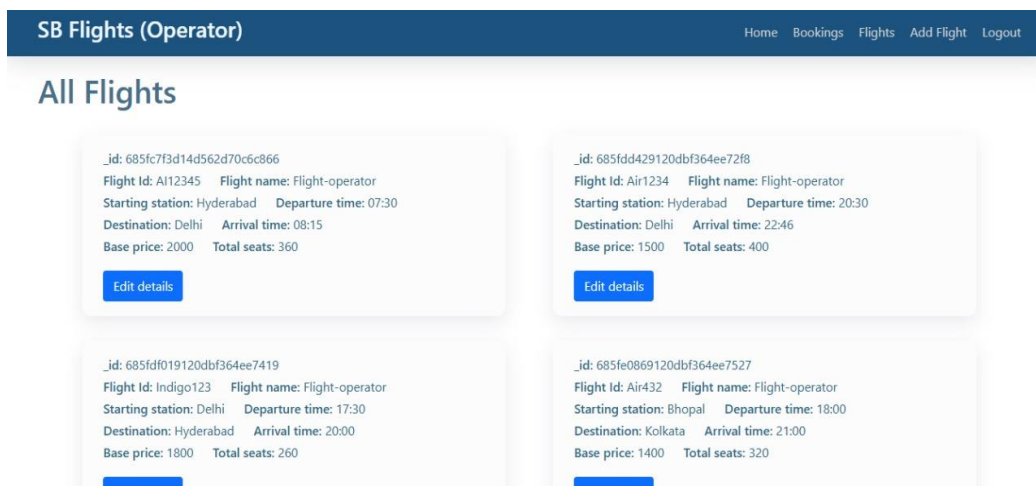 SB Flights (Operator)
Home Bookings Flights Add Flight Logout
All Flights
_id: 685fc7f3d14d562d70c6c866
Flight Id: AI12345 Flight name: Flight-operator
Starting station: Hyderabad Departure time: 07:30
Destination: Delhi Arrival time: 08:15
Base price: 2000 Total seats: 360
Edit details
_id: 685fdd429120dbf364ee72f8
Flight Id: Air1234 Flight name: Flight-operator
Starting station: Hyderabad Departure time: 20:30
Destination: Delhi Arrival time: 22:46
Base price: 1500 Total seats: 400
Edit details
_id: 685fdf019120dbf364ee7419
Flight Id: Indigo123 Flight name: Flight-operator
Starting station: Delhi Departure time: 17:30
Destination: Hyderabad Arrival time: 20:00
Base price: 1800 Total seats: 260
_id: 685fe0869120dbf364ee7527
Flight Id: Air432 Flight name: Flight-operator
Starting station: Bhopal Departure time: 18:00
Destination: Kolkata Arrival time: 21:00
Base price: 1400 Total seats: 320